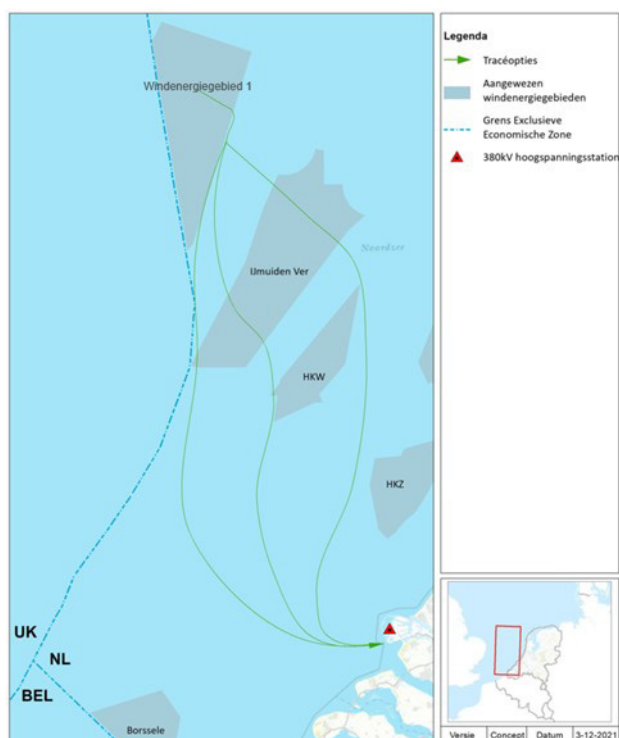 Windenergiegebied 1
Noordzee
IJmuiden Ver
HKW
HKZ
UK
NL
BEL
Borssele
Legenda
Tracéopties
Aangewezen
windenergiegebieden
Grens Exclusieve
Economische Zone
380kV hoogspanningsstation
Versie Concept Datum 3-12-2021